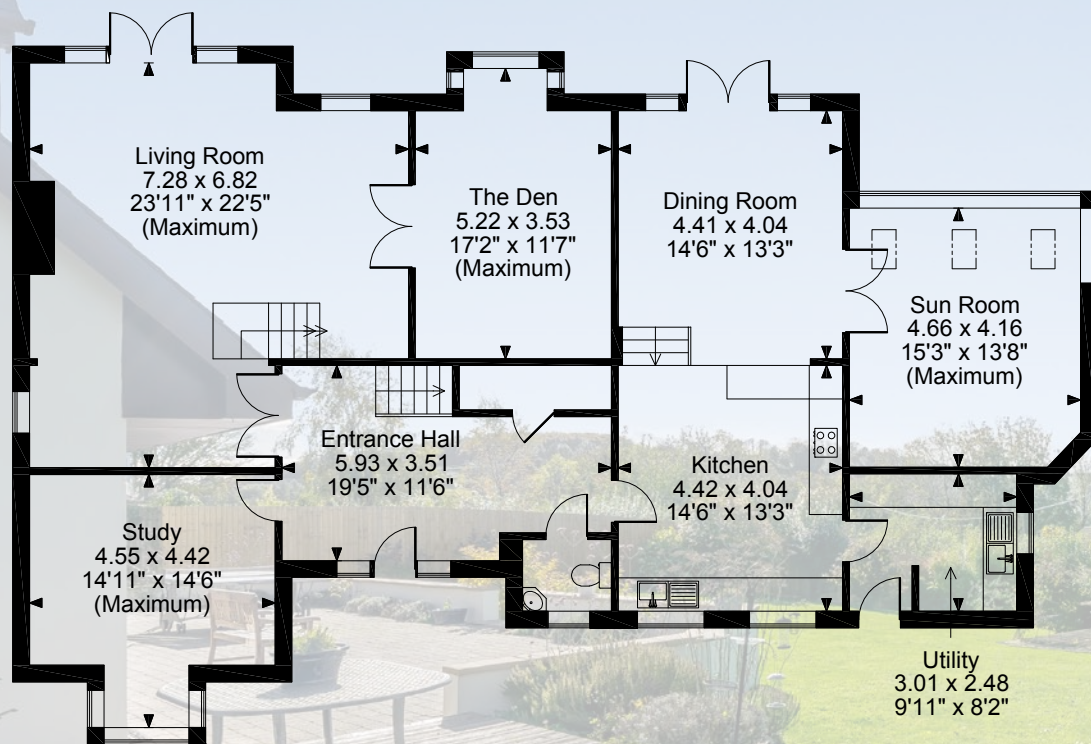 Living Room
7.28 x 6.82
23'11" x 22'5"
(Maximum)
The Den
5.22 x 3.53
17'2" x 11'7"
(Maximum)
Dining Room
4.41 x 4.04
14'6" x 13'3"
Sun Room
4.66 x 4.16
15'3" x 13'8"
(Maximum)
Entrance Hall
5.93 x 3.51
19'5" x 11'6"
Kitchen
4.42 x 4.04
14'6" x 13'3"
Study
4.55 x 4.42
14'11" x 14'6"
(Maximum)
Utility
3.01 x 2.48
9'11" x 8'2"